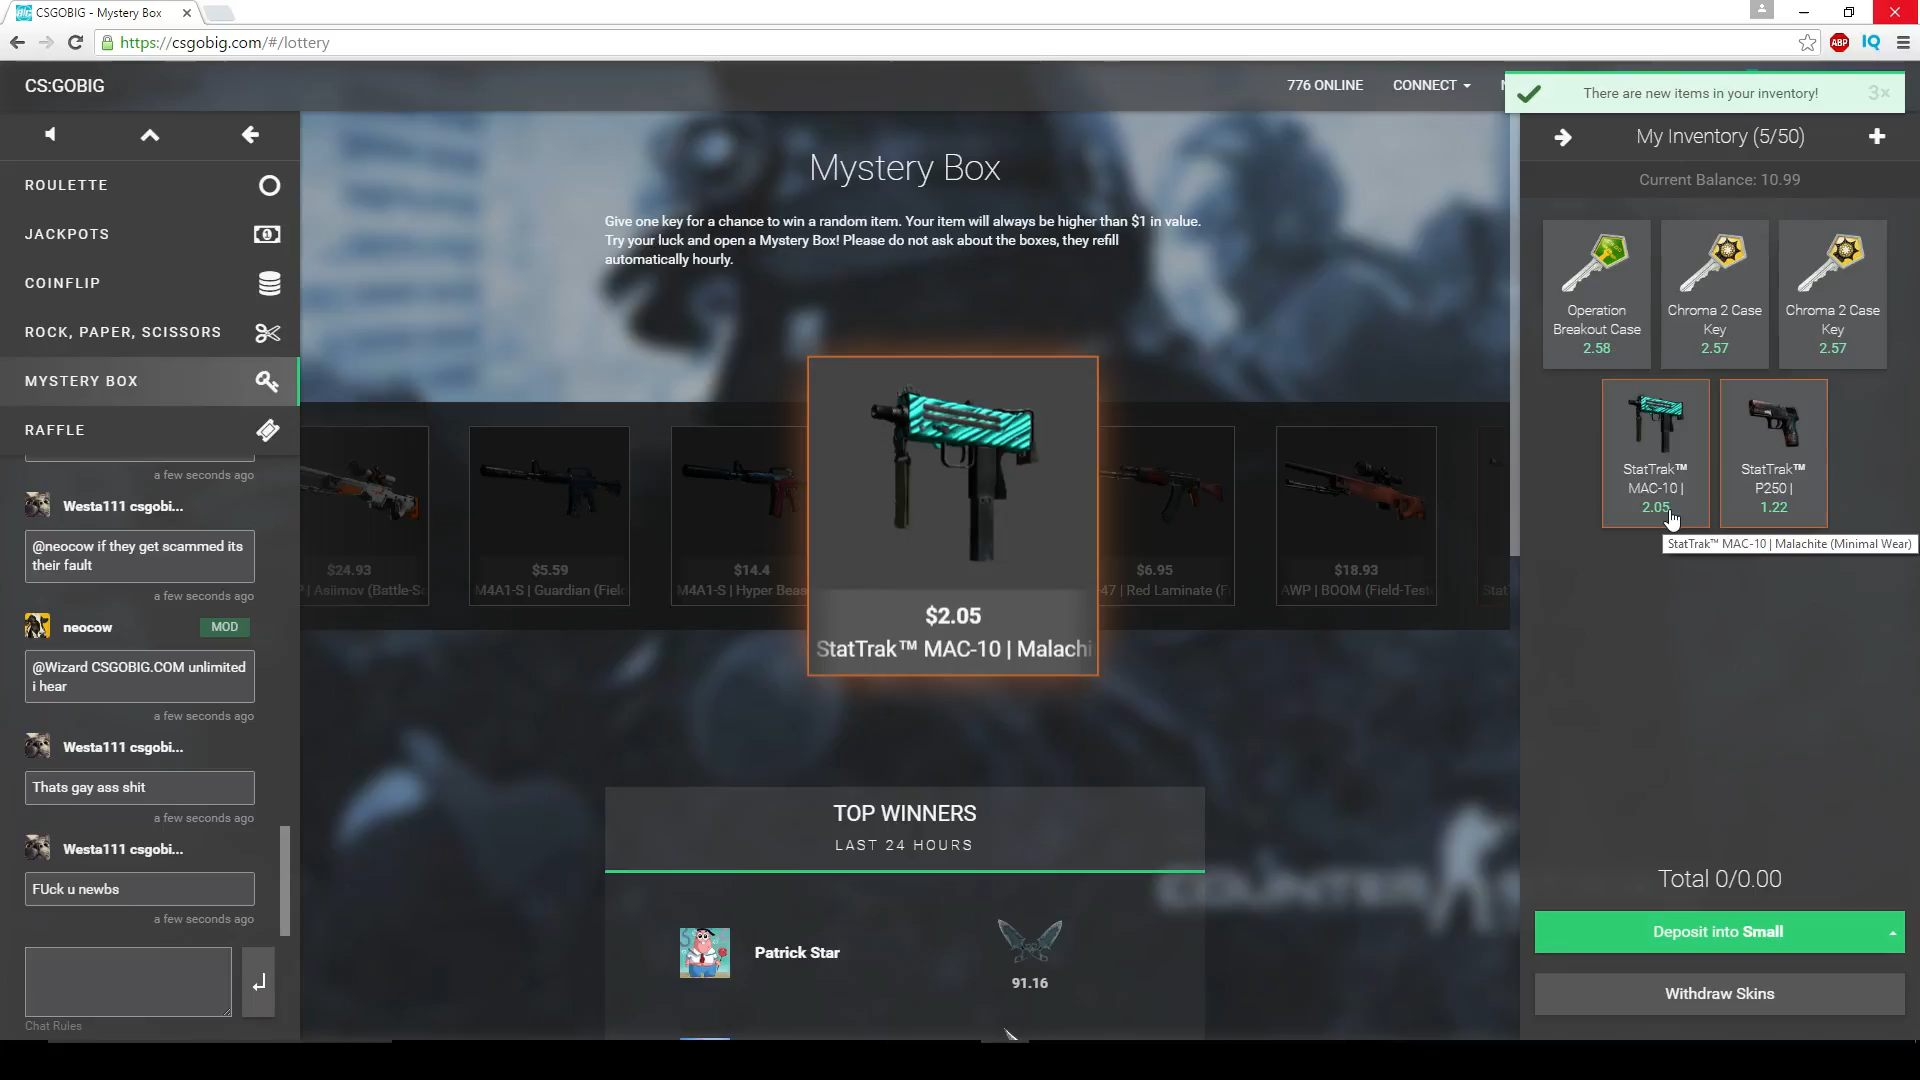 CSGOBIG - Mystery Box
https://csgobig.com/#/lottery
ABP
IQ
CS:GOBIG
776 ONLINE
CONNECT
There are new items in your inventory!
3×
ROULETTE
JACKPOTS
COINFLIP
ROCK, PAPER, SCISSORS
MYSTERY BOX
RAFFLE
a few seconds ago
Westa111 csgobi...
@neocow if they get scammed its
their fault
a few seconds ago
neocow
MOD
@Wizard CSGOBIG.COM unlimited
i hear
a few seconds ago
Westa111 csgobi...
Thats gay ass shit
a few seconds ago
Westa111 csgobi...
FUck u newbs
a few seconds ago
Chat Rules
Mystery Box
Give one key for a chance to win a random item. Your item will always be higher than $1 in value.
Try your luck and open a Mystery Box! Please do not ask about the boxes, they refill
automatically hourly.
$24.93
P | Asiimov (Battle-S
$5.59
M4A1-S | Guardian (Fiel
$14.4
M4A1-S | Hyper Beas
$2.05
StatTrak™ MAC-10 | Malachi
$6.95
47 | Red Laminate (F
$18.93
AWP | BOOM (Field-Test
Stat
TOP WINNERS
LAST 24 HOURS
Patrick Star
91.16
COUNTER
My Inventory (5/50)
Current Balance: 10.99
Operation
Breakout Case
2.58
Chroma 2 Case
Key
2.57
Chroma 2 Case
Key
2.57
StatTrak™
MAC-10 |
2.05
StatTrak™
P250 |
1.22
StatTrak™ MAC-10 | Malachite (Minimal Wear)
Total 0/0.00
Deposit into Small
Withdraw Skins